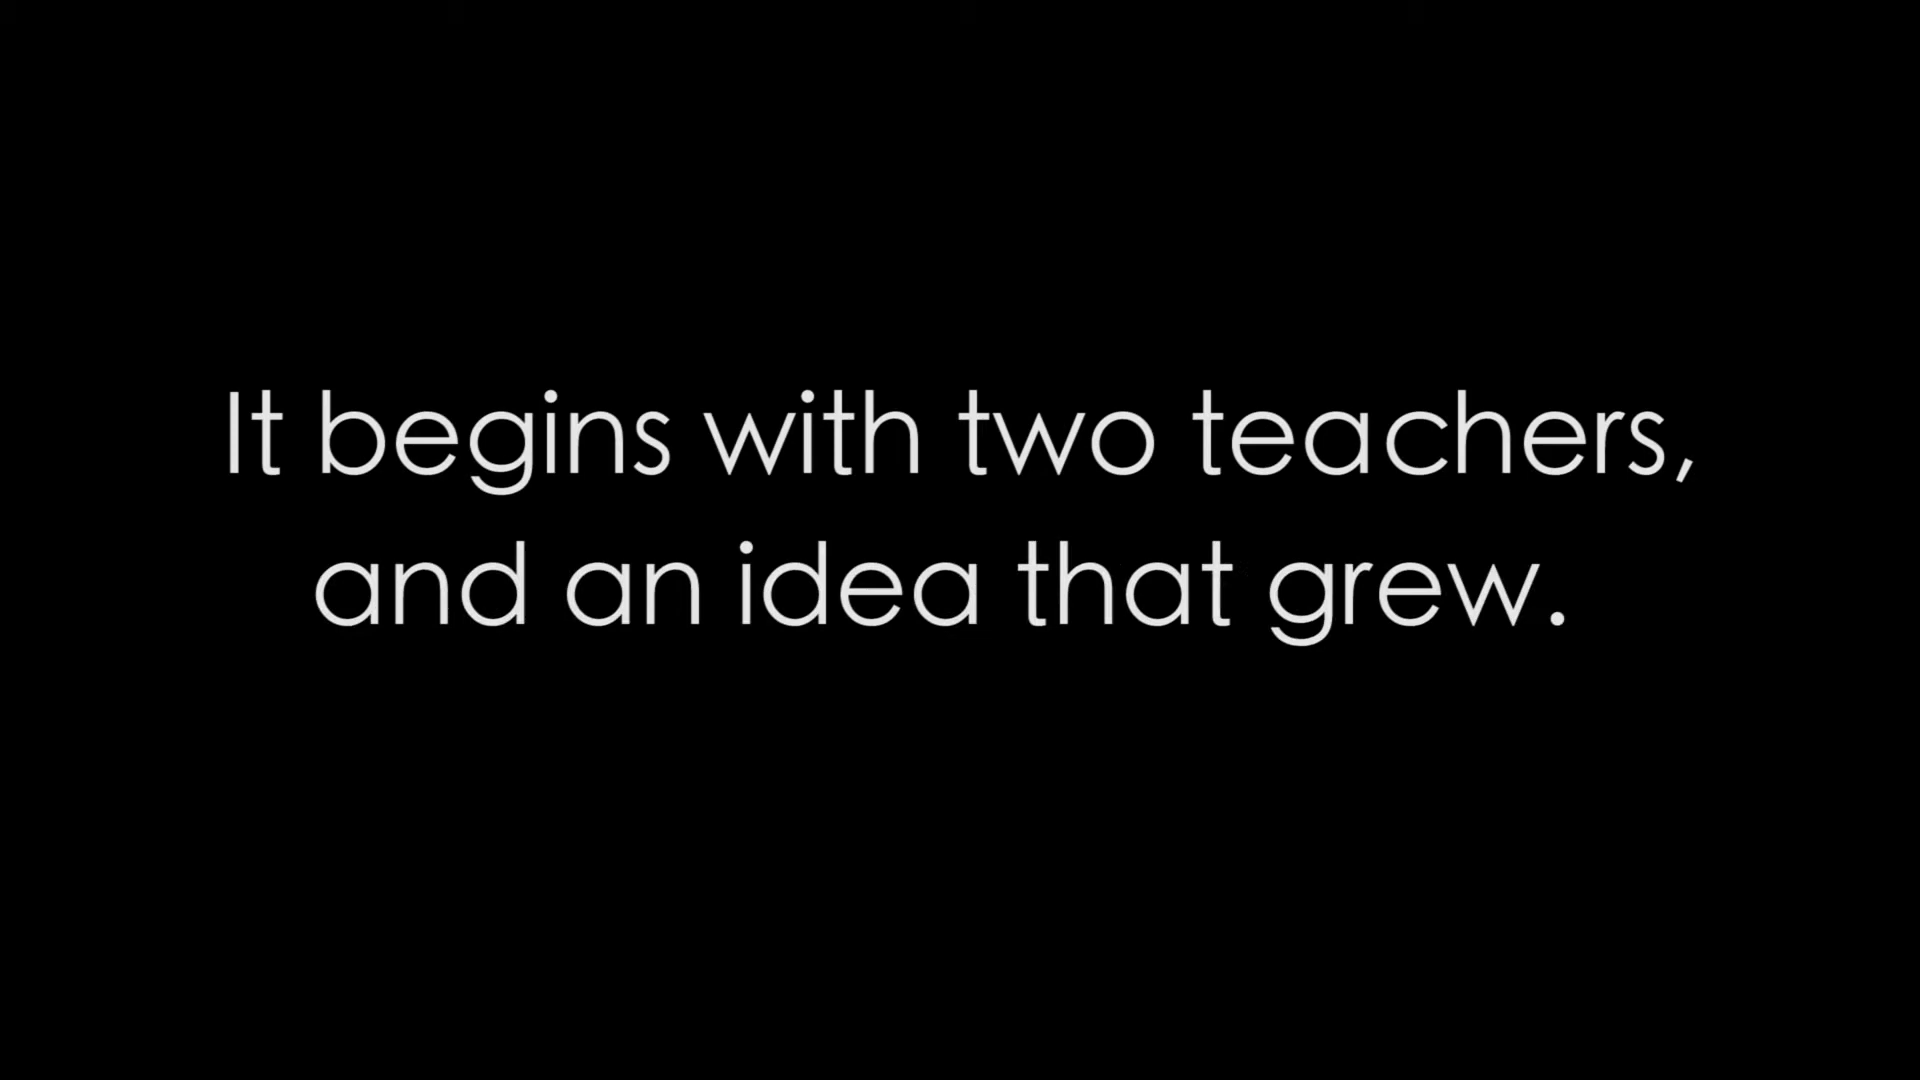 It begins with two teachers,
and an idea that grew.